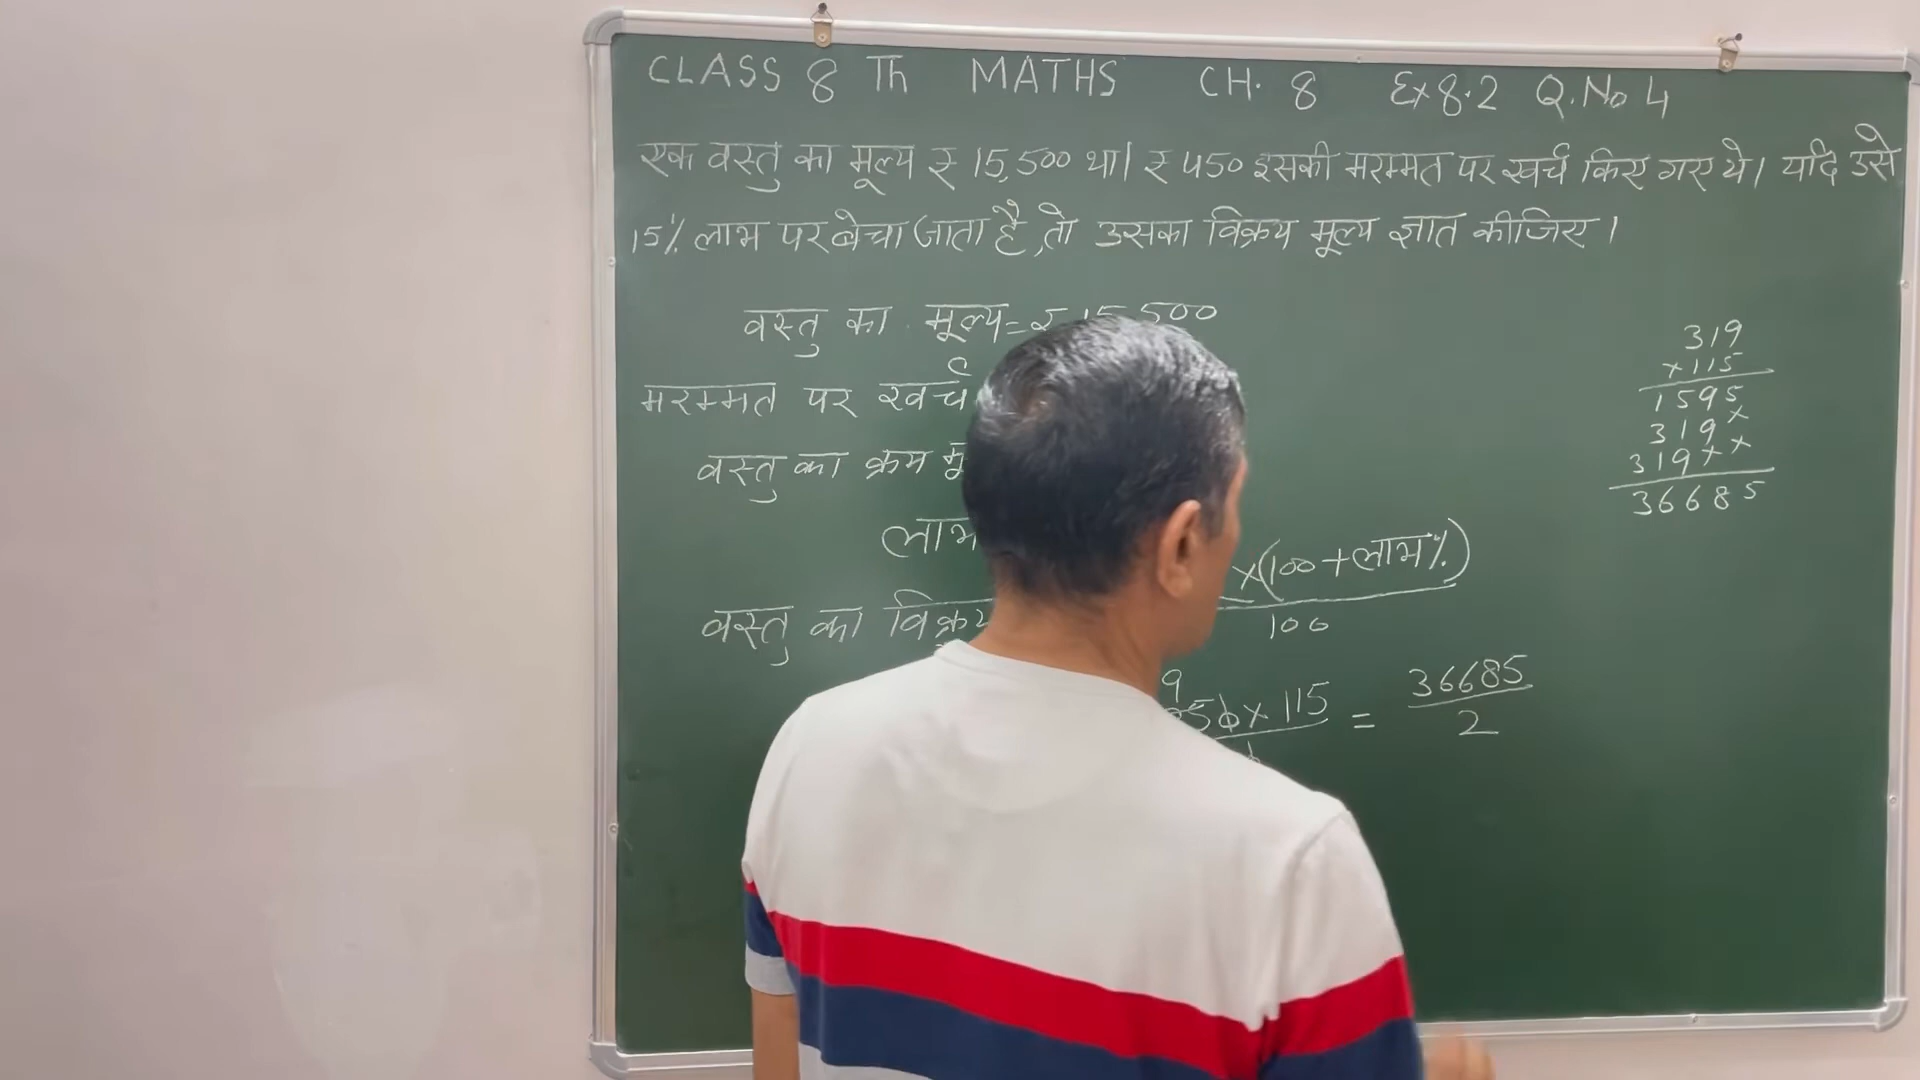 CLASS 8 Th MATHS CH. 8 Ex 8.2 Q.No 4
एक वस्तु का मूल्य ₹ 15,500 था। ₹ 450 इसकी मरम्मत पर खर्च किए गए थे। यदि उसे
15% लाभ पर बेचा जाता है, तो उसका विक्रय मूल्य ज्ञात कीजिए।
वस्तु का मूल्य = ₹ 15,500
मरम्मत पर खर्च
वस्तु का क्रय
लाभ
×(100 + लाभ%)
वस्तु का विक्रय
100
9
50 × 115 = 36685
2
319
×115
1595
319×
319××
36685